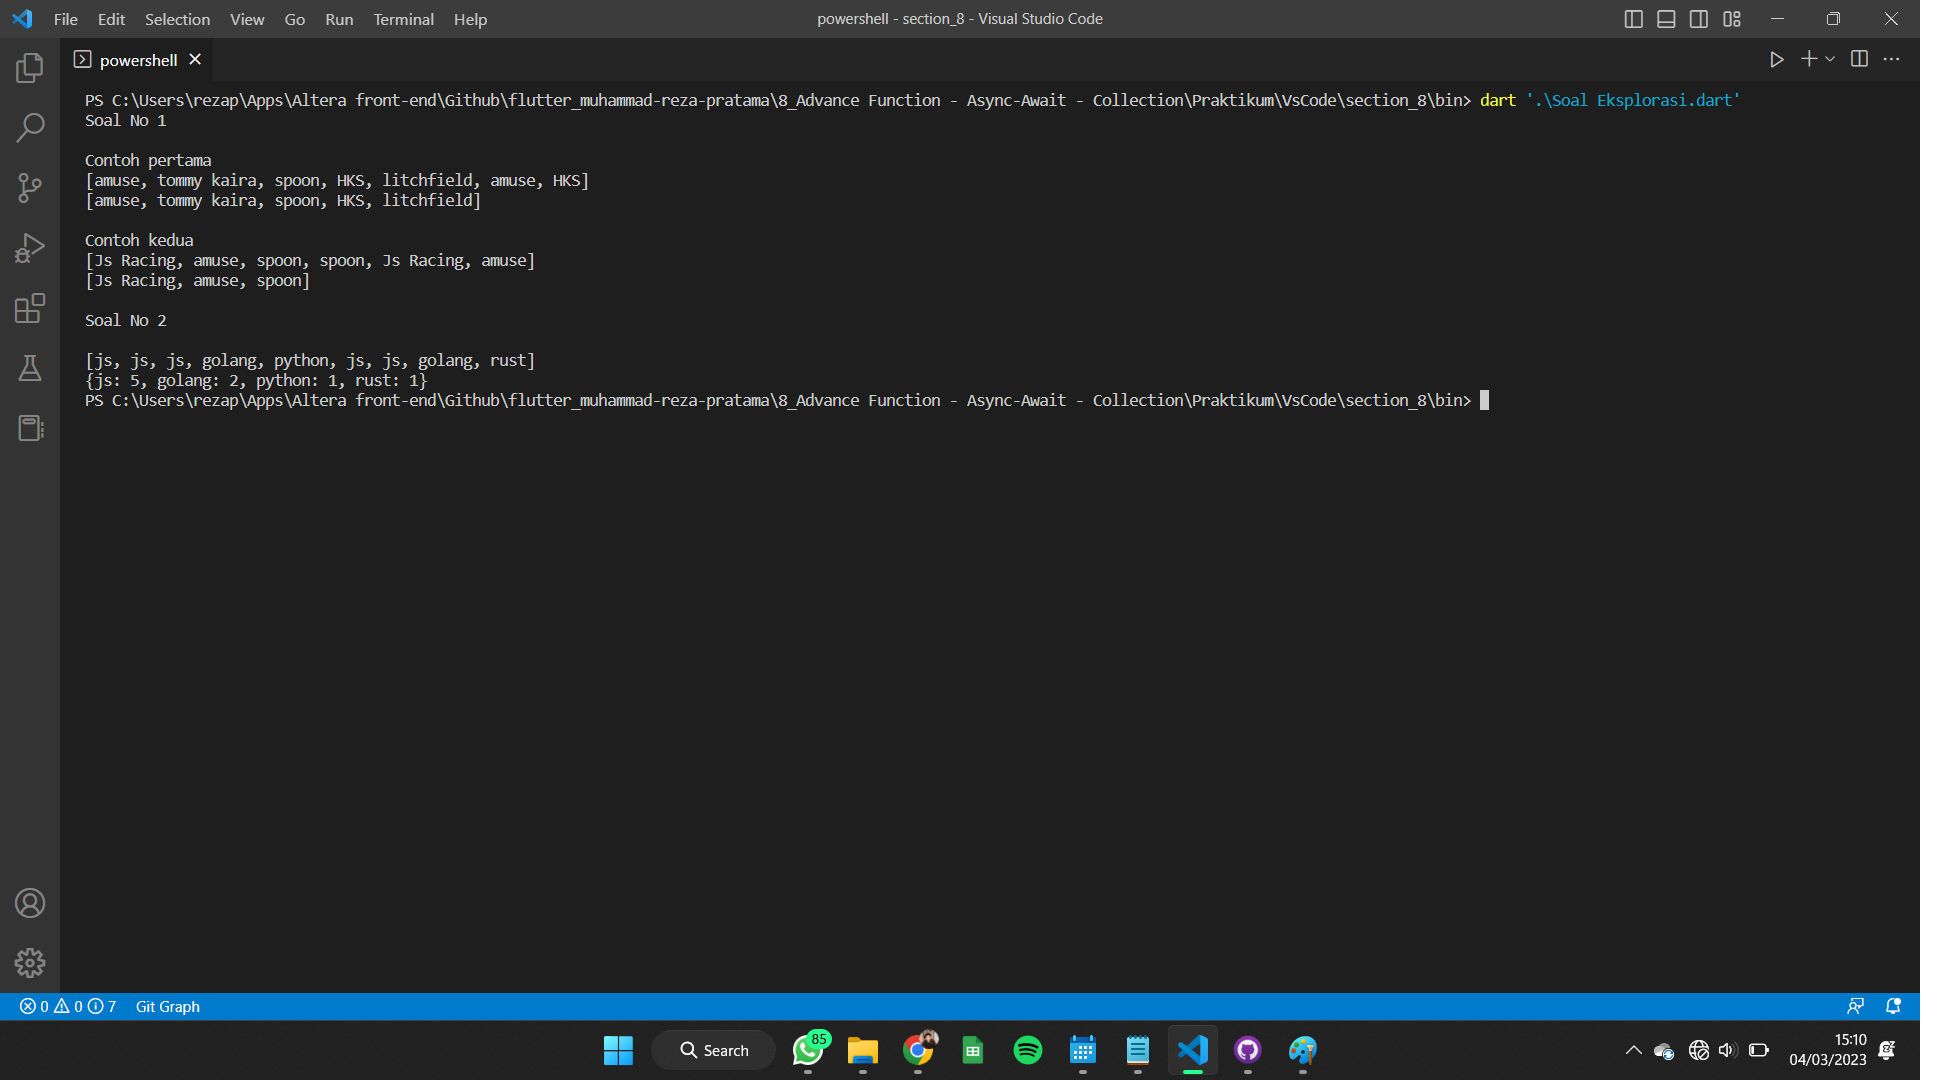 File Edit Selection View Go Run Terminal Help
powershell - section_8 - Visual Studio Code
powershell
PS C:\Users\rezap\Apps\Altera front-end\Github\flutter_muhammad-reza-pratama\8_Advance Function - Async-Await - Collection\Praktikum\VsCode\section_8\bin> dart '.\Soal Eksplorasi.dart'
Soal No 1
Contoh pertama
[amuse, tommy kaira, spoon, HKS, litchfield, amuse, HKS]
[amuse, tommy kaira, spoon, HKS, litchfield]
Contoh kedua
[Js Racing, amuse, spoon, spoon, Js Racing, amuse]
[Js Racing, amuse, spoon]
Soal No 2
[js, js, js, golang, python, js, js, golang, rust]
{js: 5, golang: 2, python: 1, rust: 1}
PS C:\Users\rezap\Apps\Altera front-end\Github\flutter_muhammad-reza-pratama\8_Advance Function - Async-Await - Collection\Praktikum\VsCode\section_8\bin>
0 0 7 Git Graph
Search
85
15:10
04/03/2023